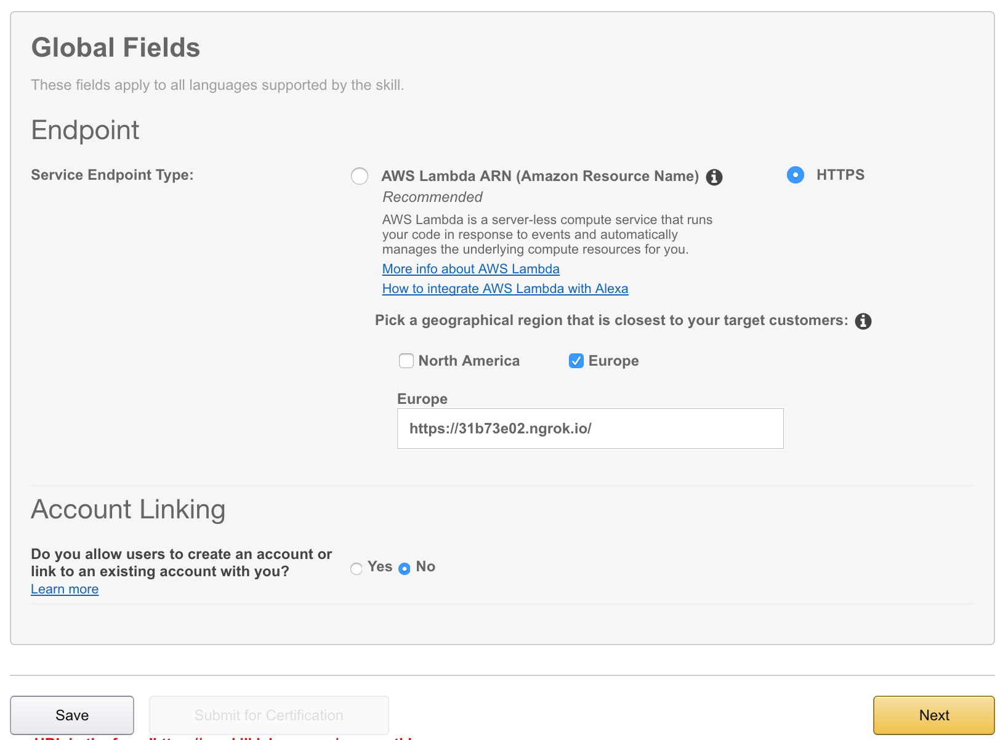 Global Fields
These fields apply to all languages supported by the skill.
Endpoint
Service Endpoint Type:
AWS Lambda ARN (Amazon Resource Name)
HTTPS
Recommended
AWS Lambda is a server-less compute service that runs
your code in response to events and automatically
manages the underlying compute resources for you.
More info about AWS Lambda
How to integrate AWS Lambda with Alexa
Pick a geographical region that is closest to your target customers:
North America
Europe
Europe
https://31b73e02.ngrok.io/
Account Linking
Do you allow users to create an account or
link to an existing account with you?
Yes No
Learn more
Save
Submit for Certification
Next